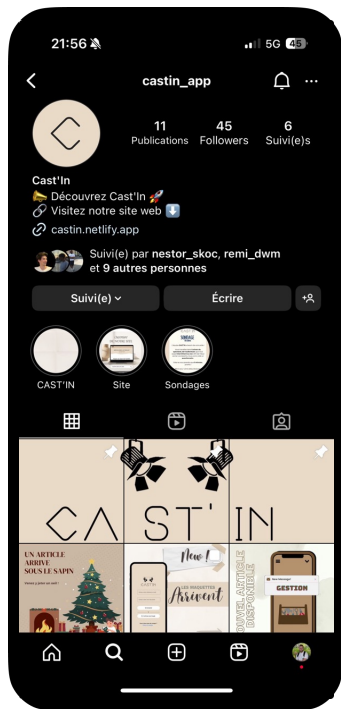 21:56
5G 45
castin_app
11 45 6
Publications Followers Suivi(e)s
Cast'In
📣 Découvrez Cast'In 🚀
🔗 Visitez notre site web ⬇️
castin.netlify.app
Suivi(e) par nestor_skoc, remi_dwm
et 9 autres personnes
Suivi(e) Écrire
CAST'IN Site Sondages
SONDAGE
CAST'IN
UN ARTICLE
ARRIVE
SOUS LE SAPIN
New!
LES MAQUETTES
Arrivent
NOUVEL ARTICLE
DISPONIBLE
GESTION